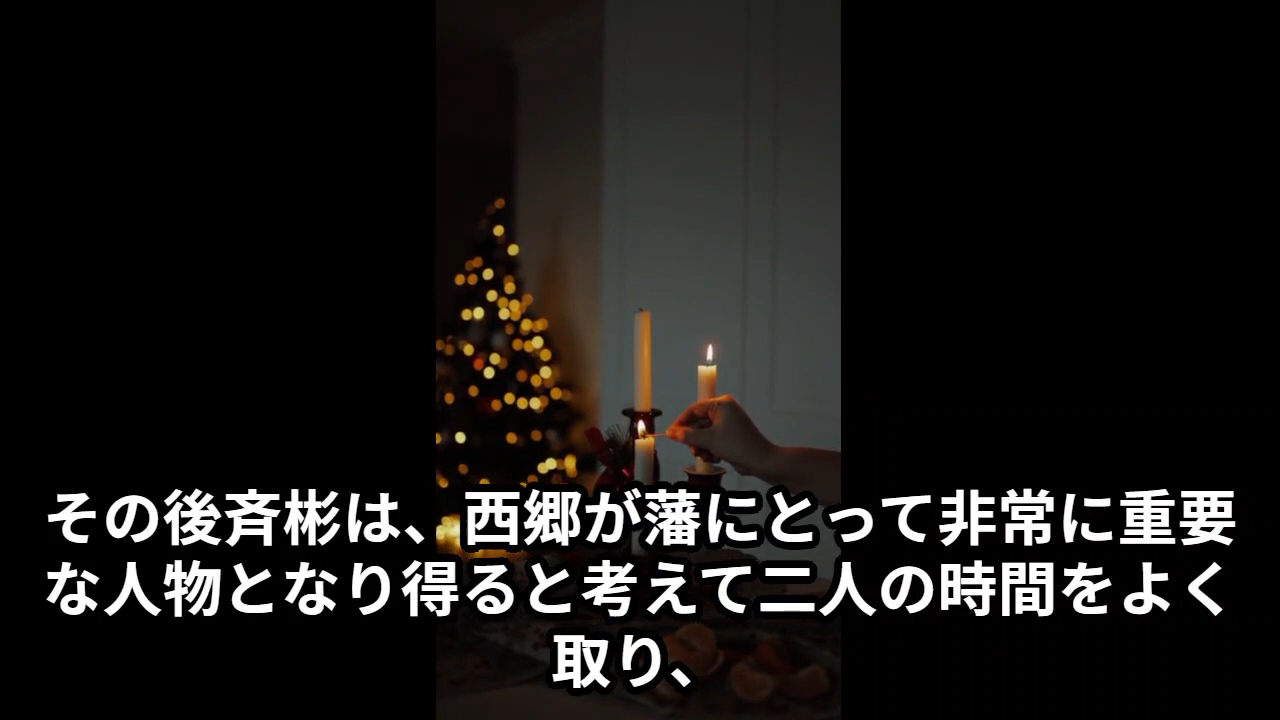 その後斉彬は、西郷が藩にとって非常に重要
な人物となり得ると考えて二人の時間をよく
取り、